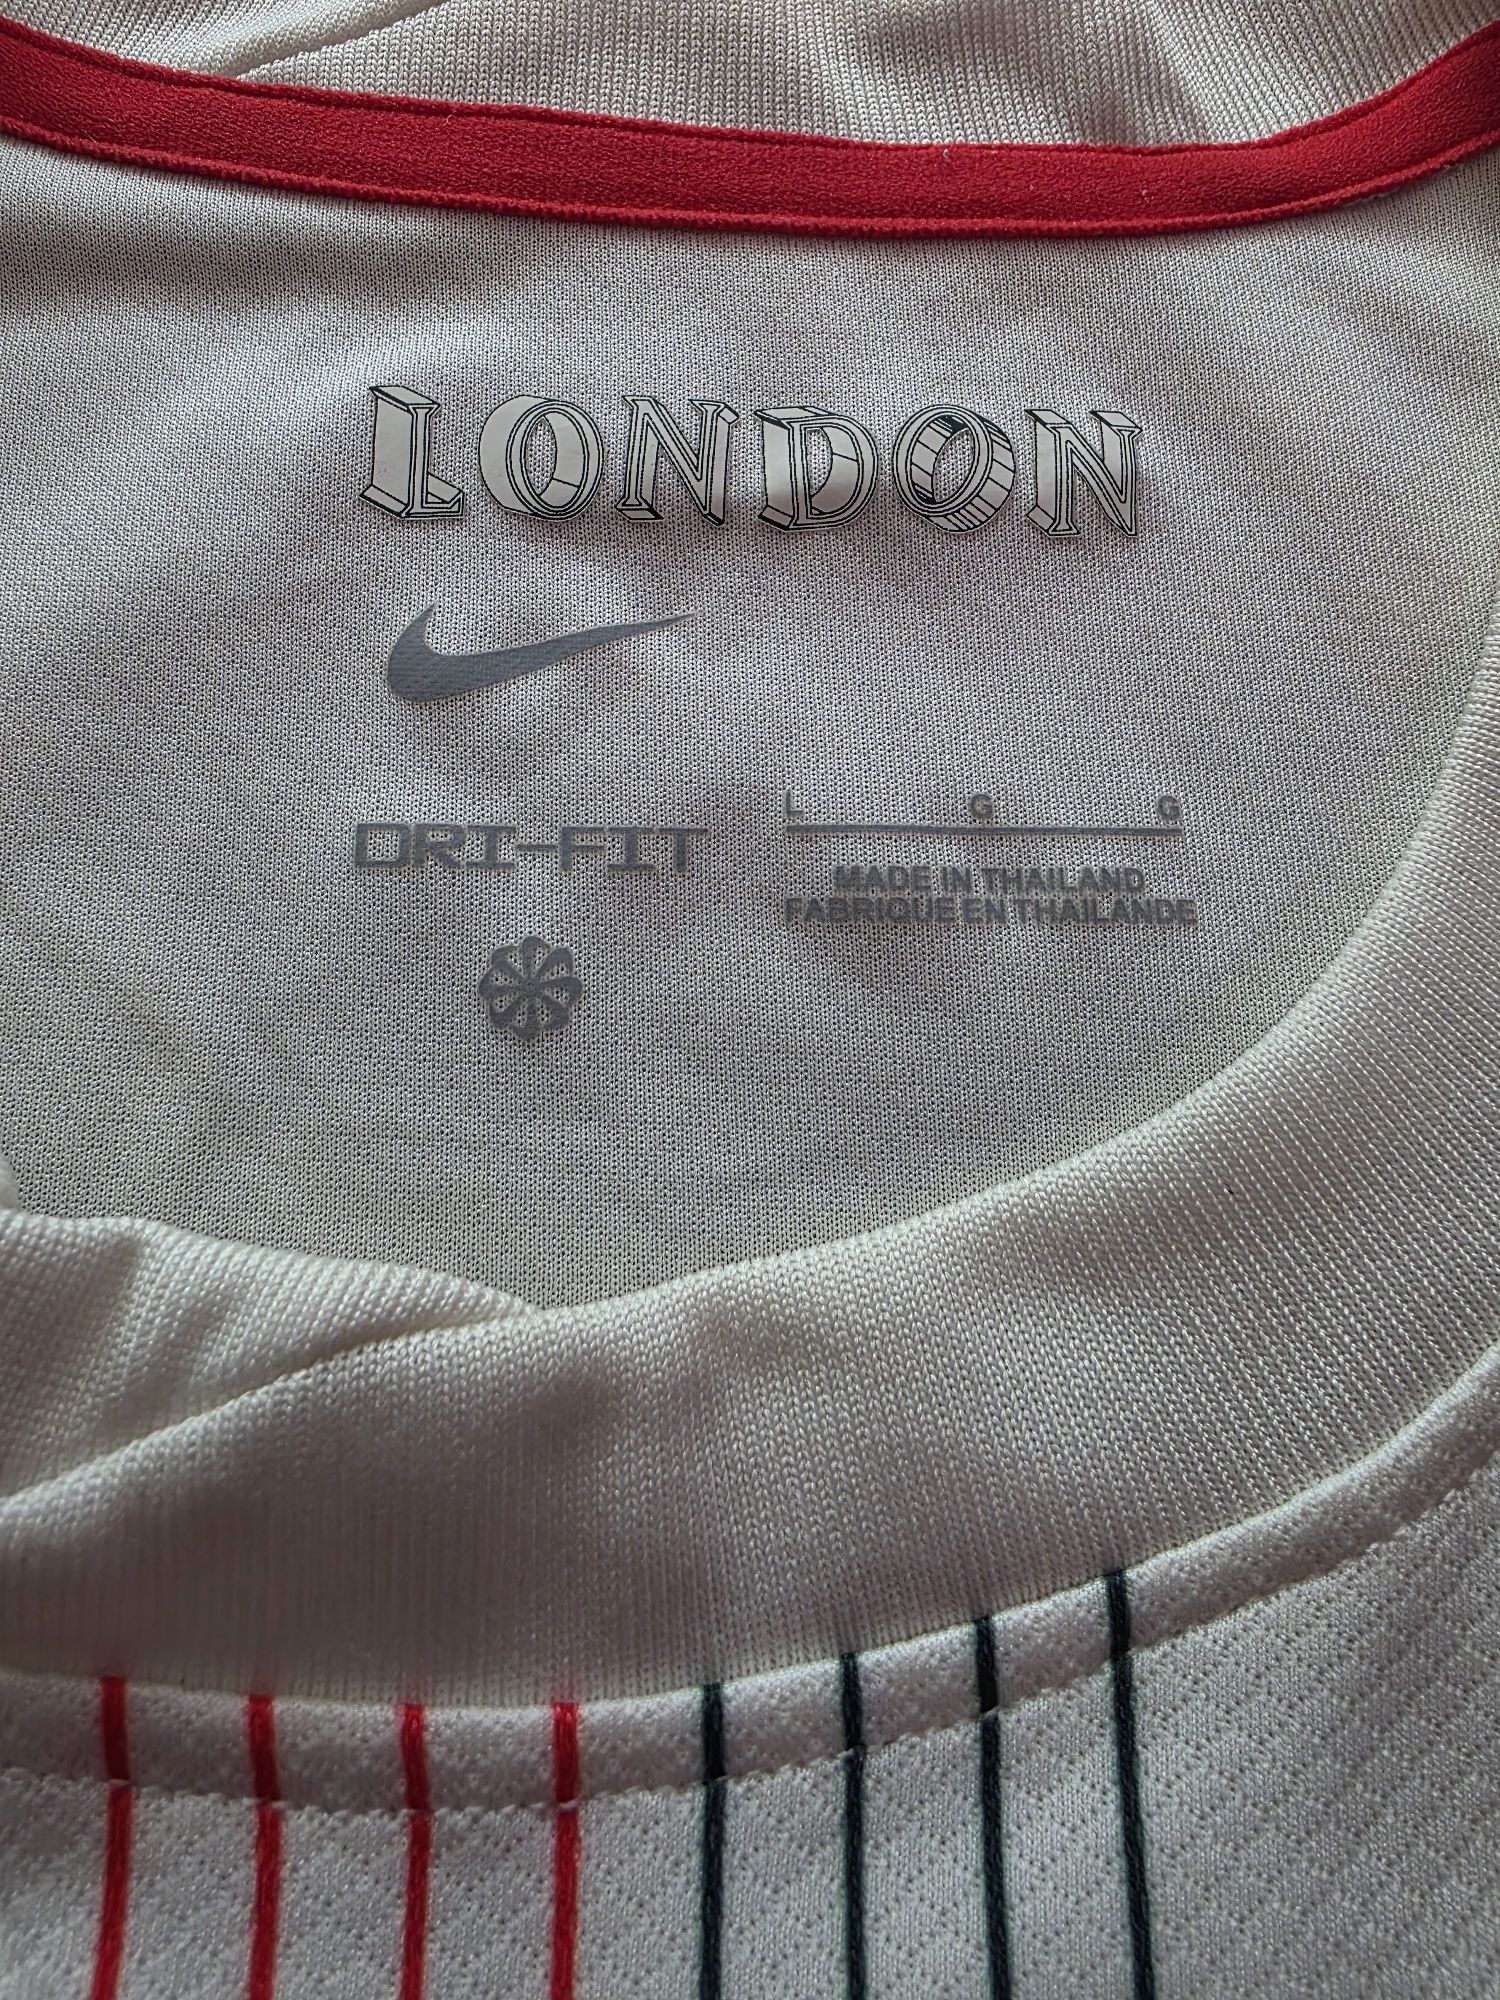 LONDON
DRI-FIT
L G G
MADE IN THAILAND
FABRIQUE EN THAILANDE